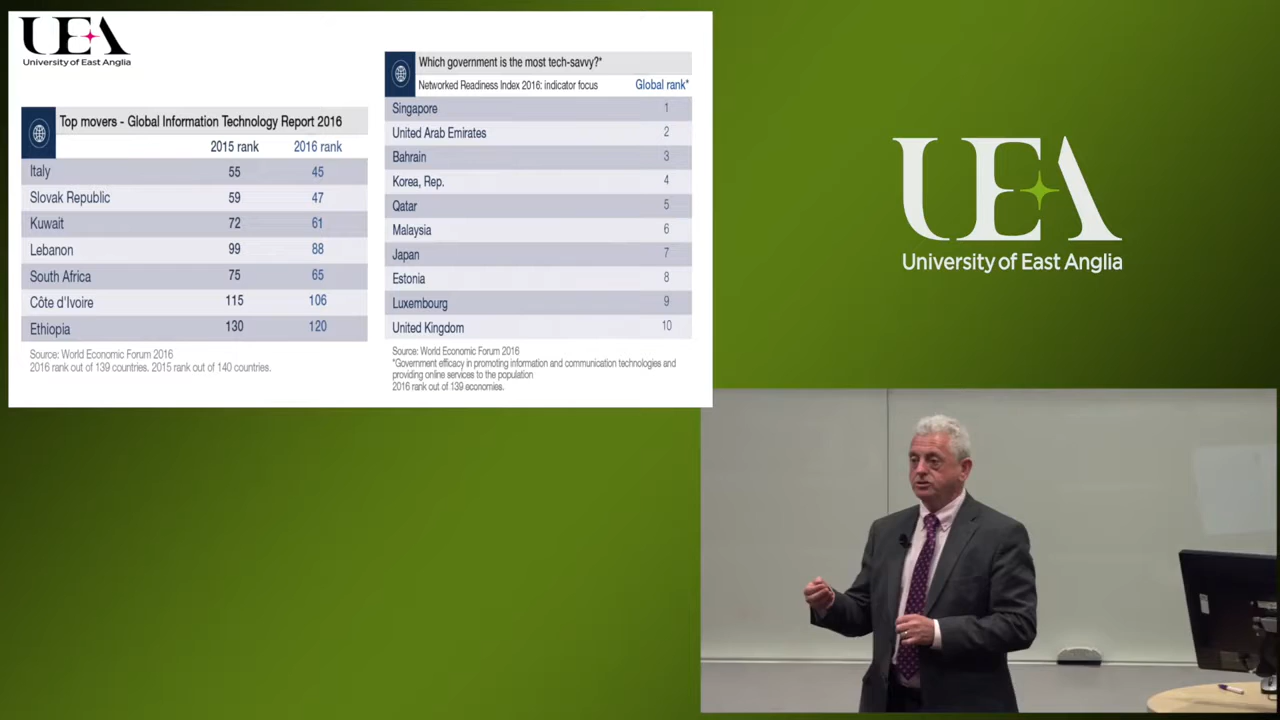 UEA
University of East Anglia
Top movers - Global Information Technology Report 2016
2015 rank 2016 rank
Italy 55 45
Slovak Republic 59 47
Kuwait 72 61
Lebanon 99 88
South Africa 75 65
Côte d'Ivoire 115 106
Ethiopia 130 120
Source: World Economic Forum 2016
2016 rank out of 139 countries. 2015 rank out of 140 countries.
Which government is the most tech-savvy?*
Networked Readiness Index 2016: indicator focus Global rank*
Singapore 1
United Arab Emirates 2
Bahrain 3
Korea, Rep. 4
Qatar 5
Malaysia 6
Japan 7
Estonia 8
Luxembourg 9
United Kingdom 10
Source: World Economic Forum 2016
*Government efficacy in promoting information and communication technologies and
providing online services to the population
2016 rank out of 139 economies.
UEA
University of East Anglia